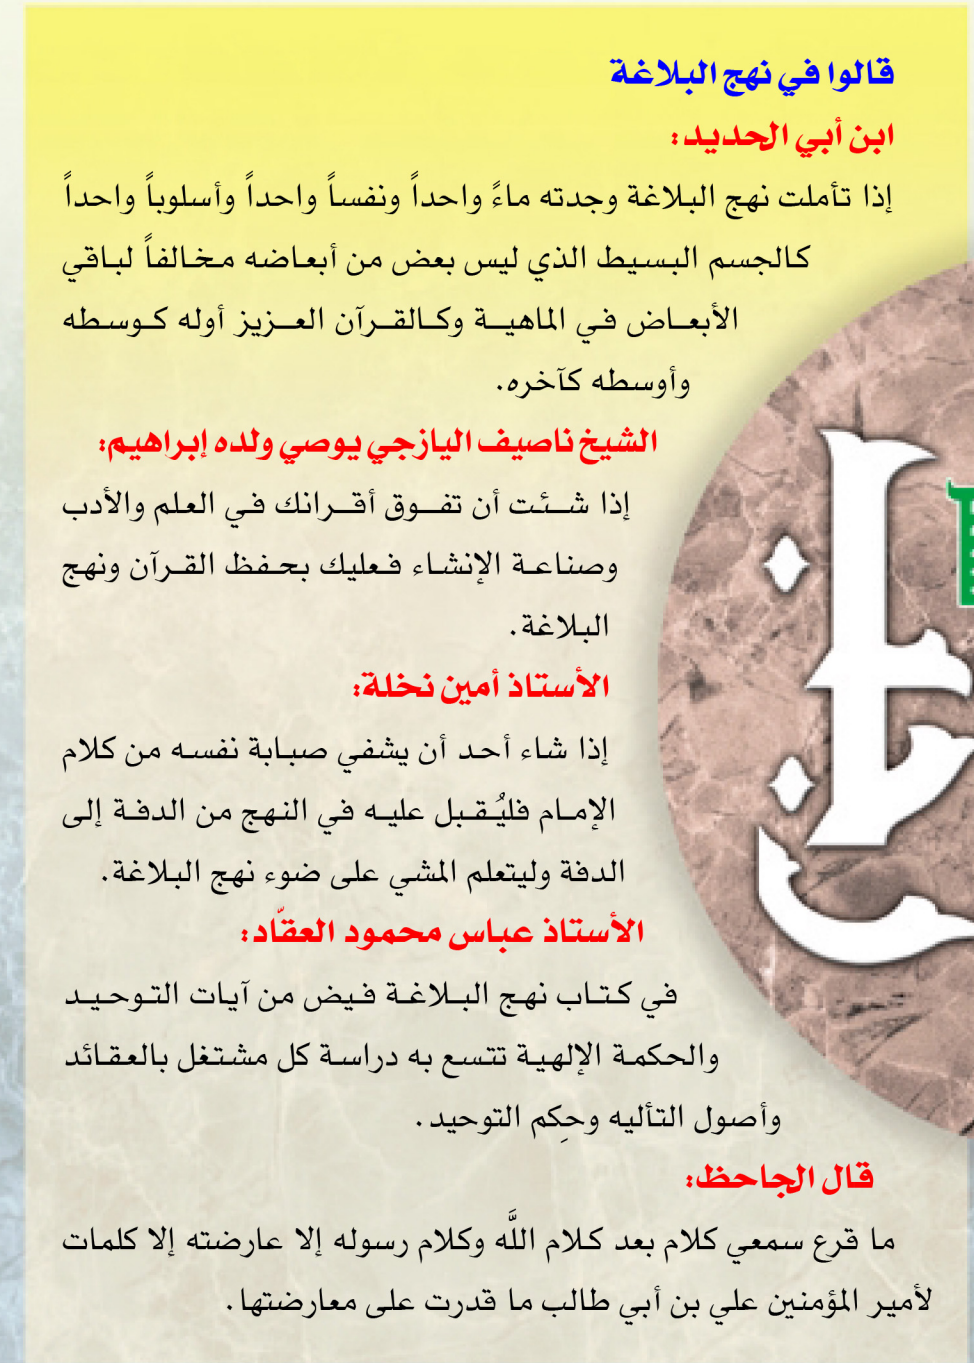 قالوا في نهج البلاغة
ابن أبي الحديد:
إذا تأملت نهج البلاغة وجدته ماءً واحداً ونفساً واحداً وأسلوباً واحداً
كالجسم البسيط الذي ليس بعض من أبعاضه مخالفاً لباقي
الأبعاض في الماهية وكالقرآن العزيز أوله كوسطه
وأوسطه كآخره.
الشيخ ناصيف اليازجي يوصي ولده إبراهيم:
إذا شئت أن تفوق أقرانك في العلم والأدب
وصناعة الإنشاء فعليك بحفظ القرآن ونهج
البلاغة.
الأستاذ أمين نخلة:
إذا شاء أحد أن يشفي صبابة نفسه من كلام
الإمام فليُقبل عليه في النهج من الدفة إلى
الدفة وليتعلم المشي على ضوء نهج البلاغة.
الأستاذ عباس محمود العقّاد:
في كتاب نهج البلاغة فيض من آيات التوحيد
والحكمة الإلهية تتسع به دراسة كل مشتغل بالعقائد
وأصول التأليه وحِكم التوحيد.
قال الجاحظ:
ما قرع سمعي كلام بعد كلام اللَّه وكلام رسوله إلا عارضته إلا كلمات
لأمير المؤمنين علي بن أبي طالب ما قدرت على معارضتها.